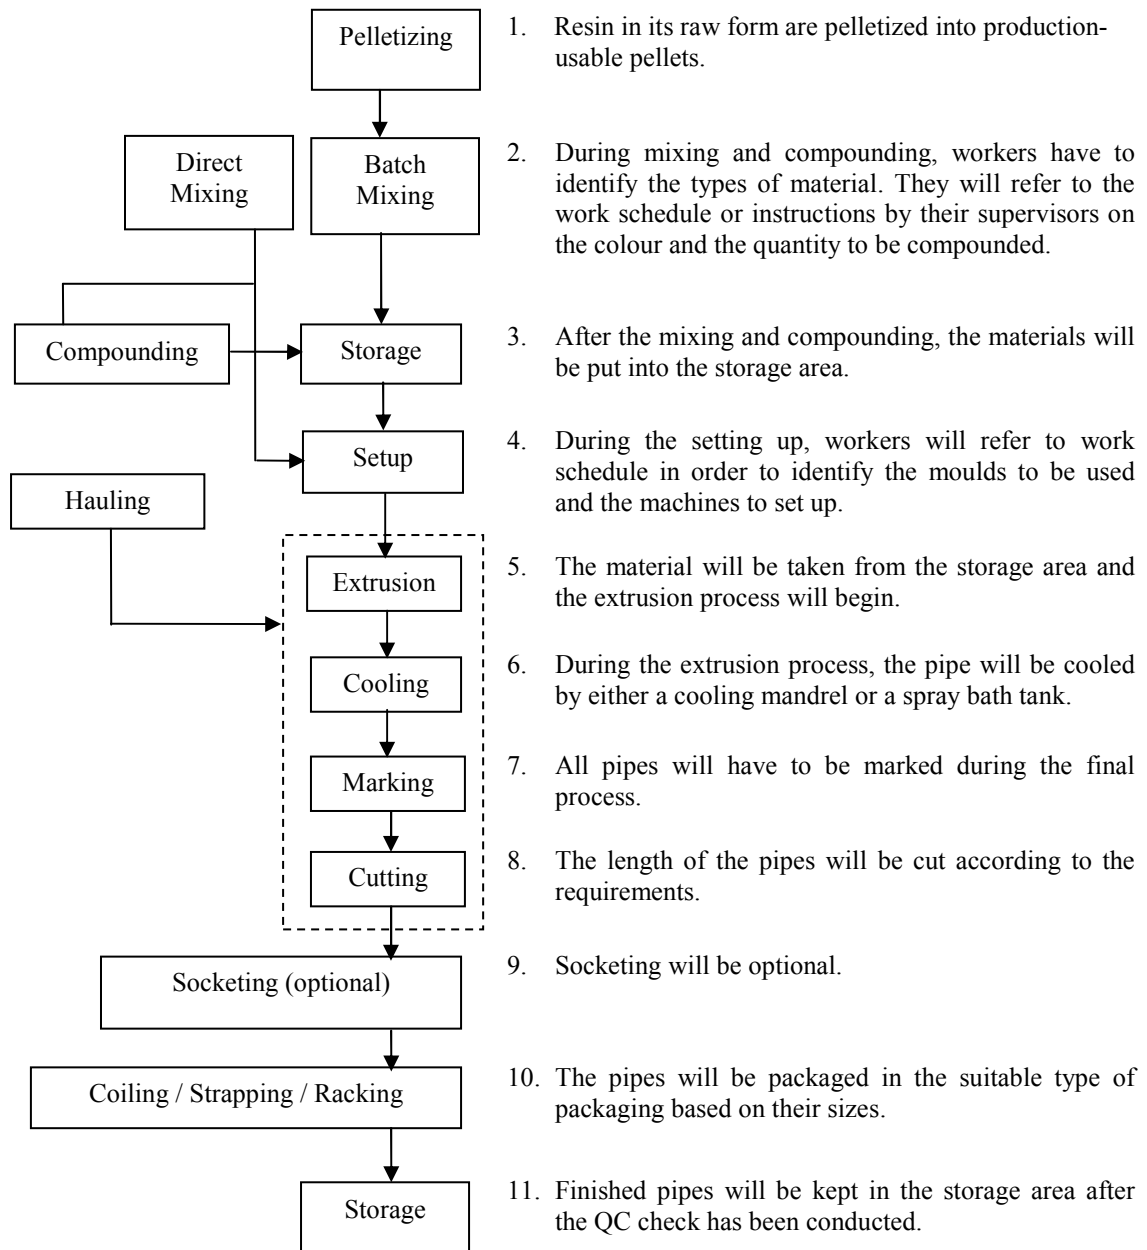 Pelletizing
1. Resin in its raw form are pelletized into production-
usable pellets.
Direct
Mixing
Batch
Mixing
2. During mixing and compounding, workers have to
identify the types of material. They will refer to the
work schedule or instructions by their supervisors on
the colour and the quantity to be compounded.
Compounding
Storage
3. After the mixing and compounding, the materials will
be put into the storage area.
Setup
4. During the setting up, workers will refer to work
schedule in order to identify the moulds to be used
and the machines to set up.
Hauling
Extrusion
5. The material will be taken from the storage area and
the extrusion process will begin.
Cooling
6. During the extrusion process, the pipe will be cooled
by either a cooling mandrel or a spray bath tank.
Marking
7. All pipes will have to be marked during the final
process.
Cutting
8. The length of the pipes will be cut according to the
requirements.
Socketing (optional)
9. Socketing will be optional.
Coiling / Strapping / Racking
10. The pipes will be packaged in the suitable type of
packaging based on their sizes.
Storage
11. Finished pipes will be kept in the storage area after
the QC check has been conducted.